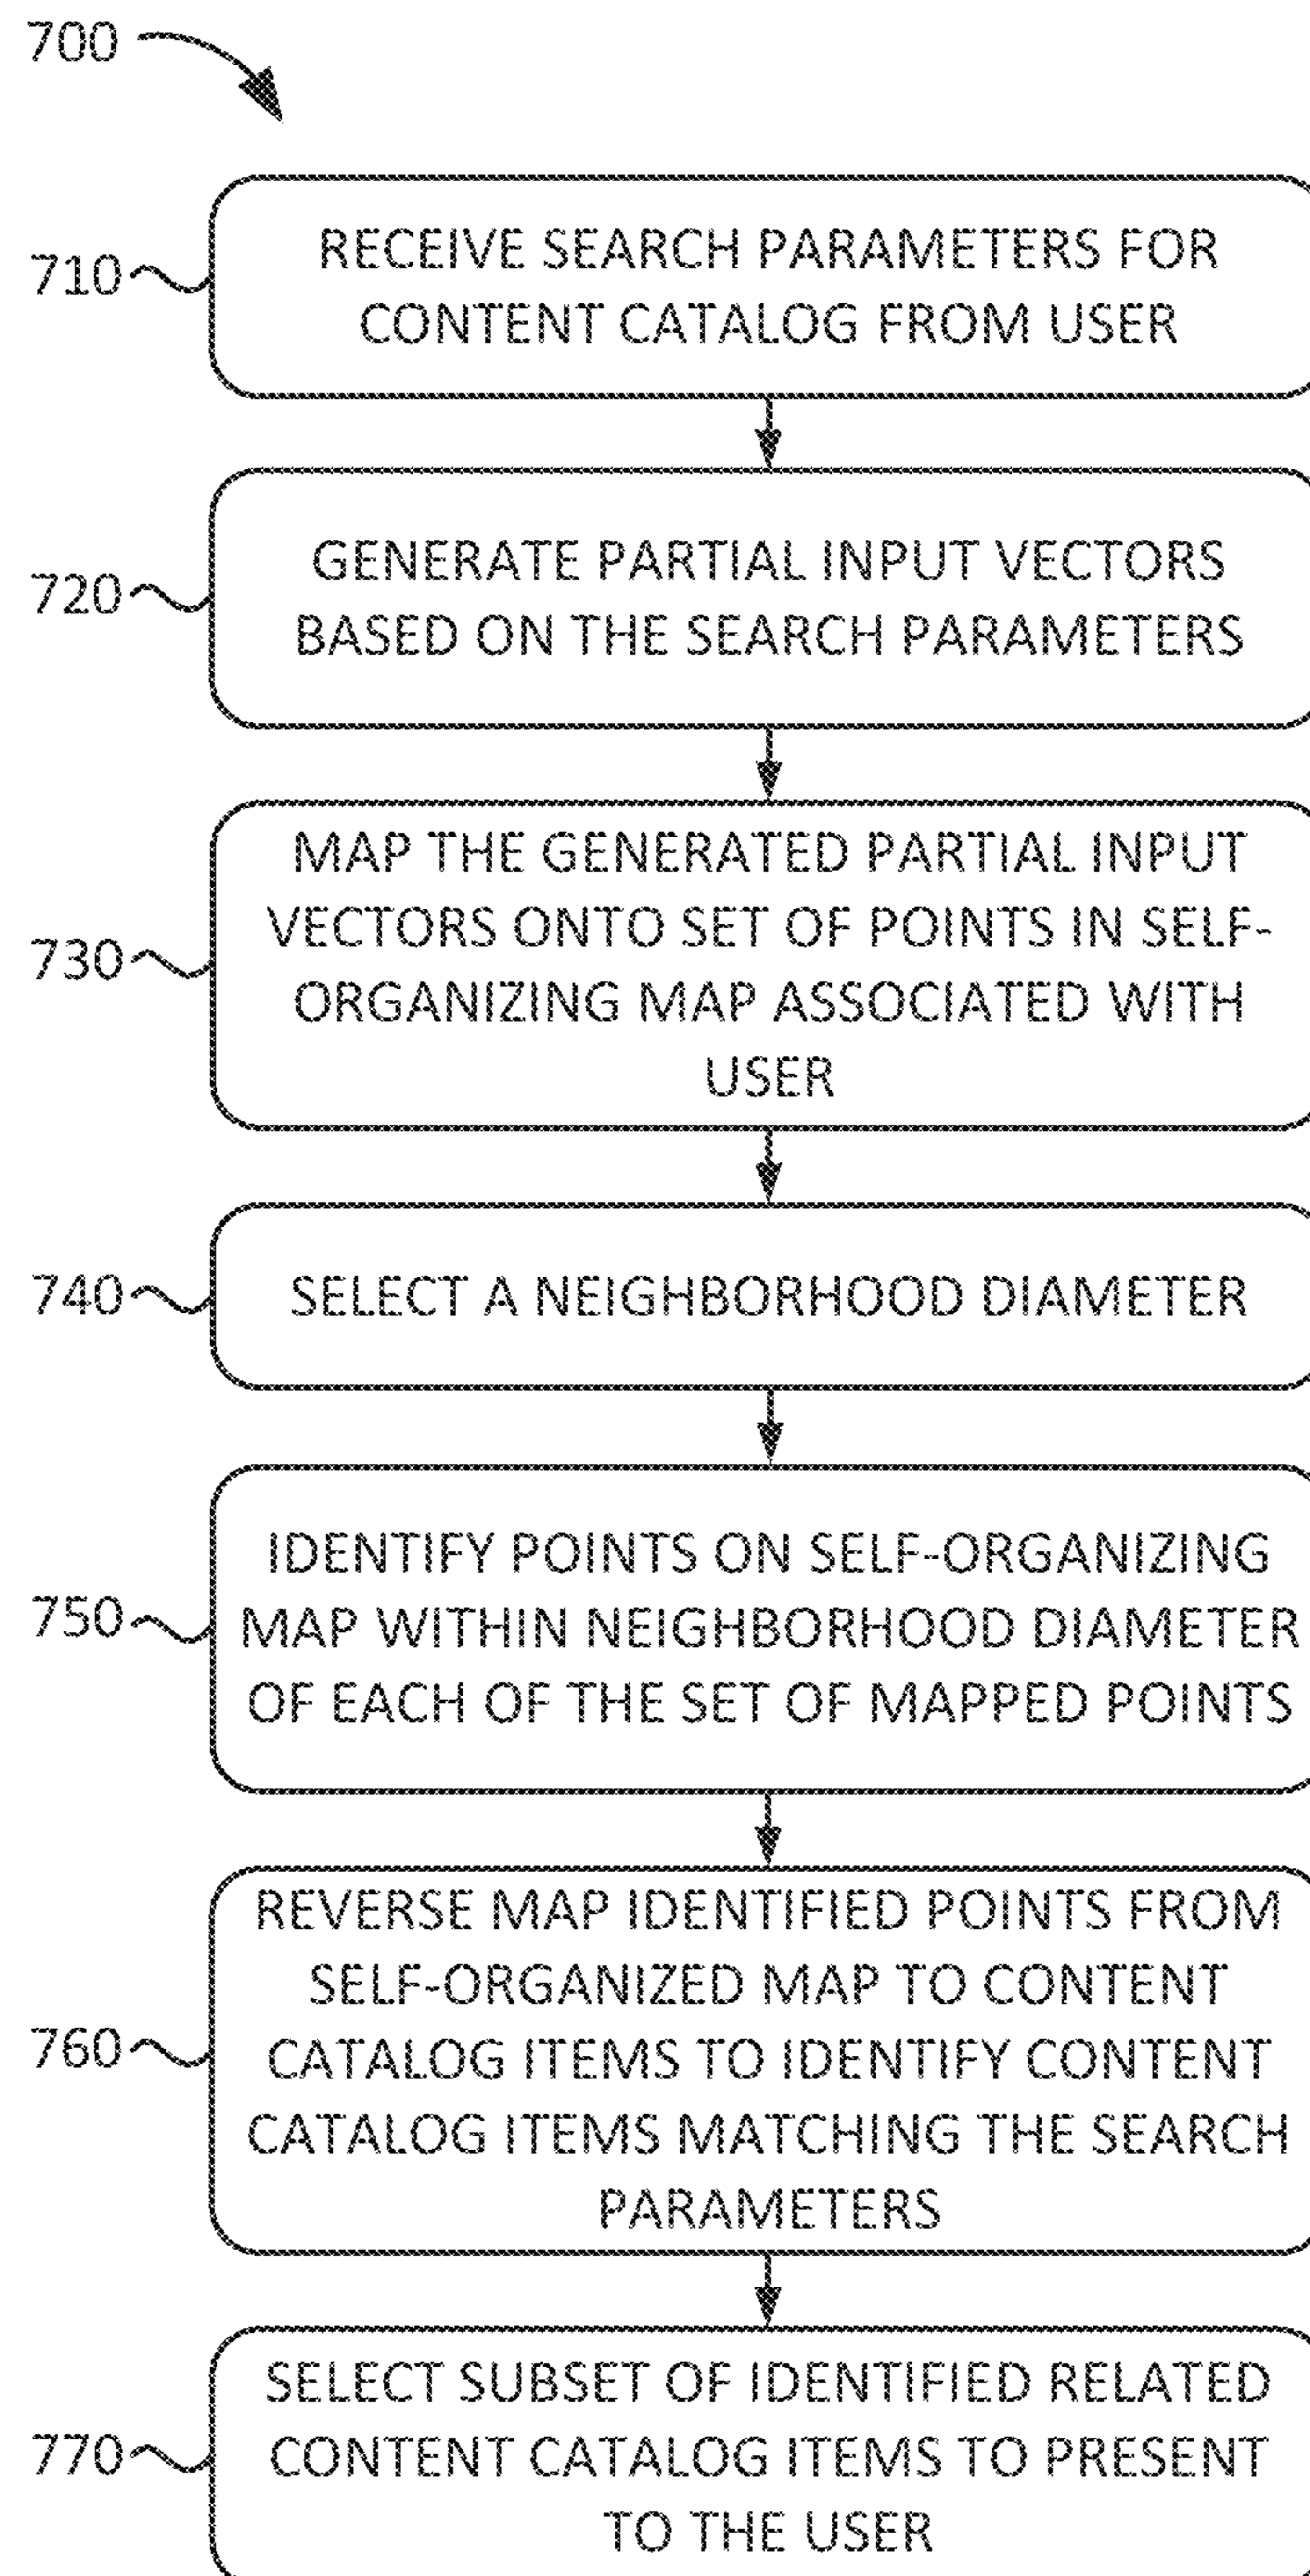 700
710
RECEIVE SEARCH PARAMETERS FOR
CONTENT CATALOG FROM USER
720
GENERATE PARTIAL INPUT VECTORS
BASED ON THE SEARCH PARAMETERS
730
MAP THE GENERATED PARTIAL INPUT
VECTORS ONTO SET OF POINTS IN SELF-
ORGANIZING MAP ASSOCIATED WITH
USER
740
SELECT A NEIGHBORHOOD DIAMETER
750
IDENTIFY POINTS ON SELF-ORGANIZING
MAP WITHIN NEIGHBORHOOD DIAMETER
OF EACH OF THE SET OF MAPPED POINTS
760
REVERSE MAP IDENTIFIED POINTS FROM
SELF-ORGANIZED MAP TO CONTENT
CATALOG ITEMS TO IDENTIFY CONTENT
CATALOG ITEMS MATCHING THE SEARCH
PARAMETERS
770
SELECT SUBSET OF IDENTIFIED RELATED
CONTENT CATALOG ITEMS TO PRESENT
TO THE USER